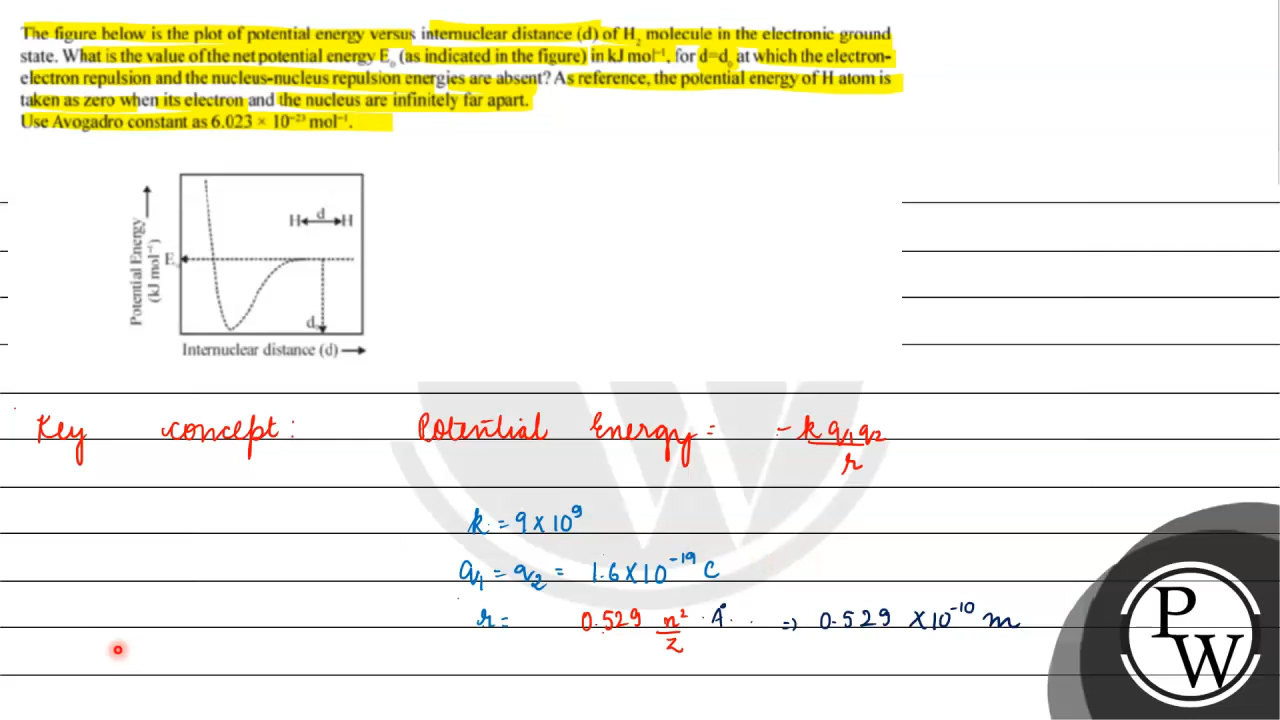 The figure below is the plot of potential energy versus internuclear distance (d) of H₂ molecule in the electronic ground
state. What is the value of the net potential energy E₀ (as indicated in the figure) in kJ mol⁻¹, for d=d₀ at which the electron-
electron repulsion and the nucleus-nucleus repulsion energies are absent? As reference, the potential energy of H atom is
taken as zero when its electron and the nucleus are infinitely far apart.
Use Avogadro constant as 6.023 × 10⁻²³ mol⁻¹.
Potential Energy
(kJ mol⁻¹)
H d H
E₀
d₀
Internuclear distance (d)
Key concept: Potential Energy = - k q₁ q₂ / r
k = 9 × 10⁹
q₁ = q₂ = 1.6 × 10⁻¹⁹ C
r = 0.529 n²/Z A° ⇒ 0.529 × 10⁻¹⁰ m
P
W